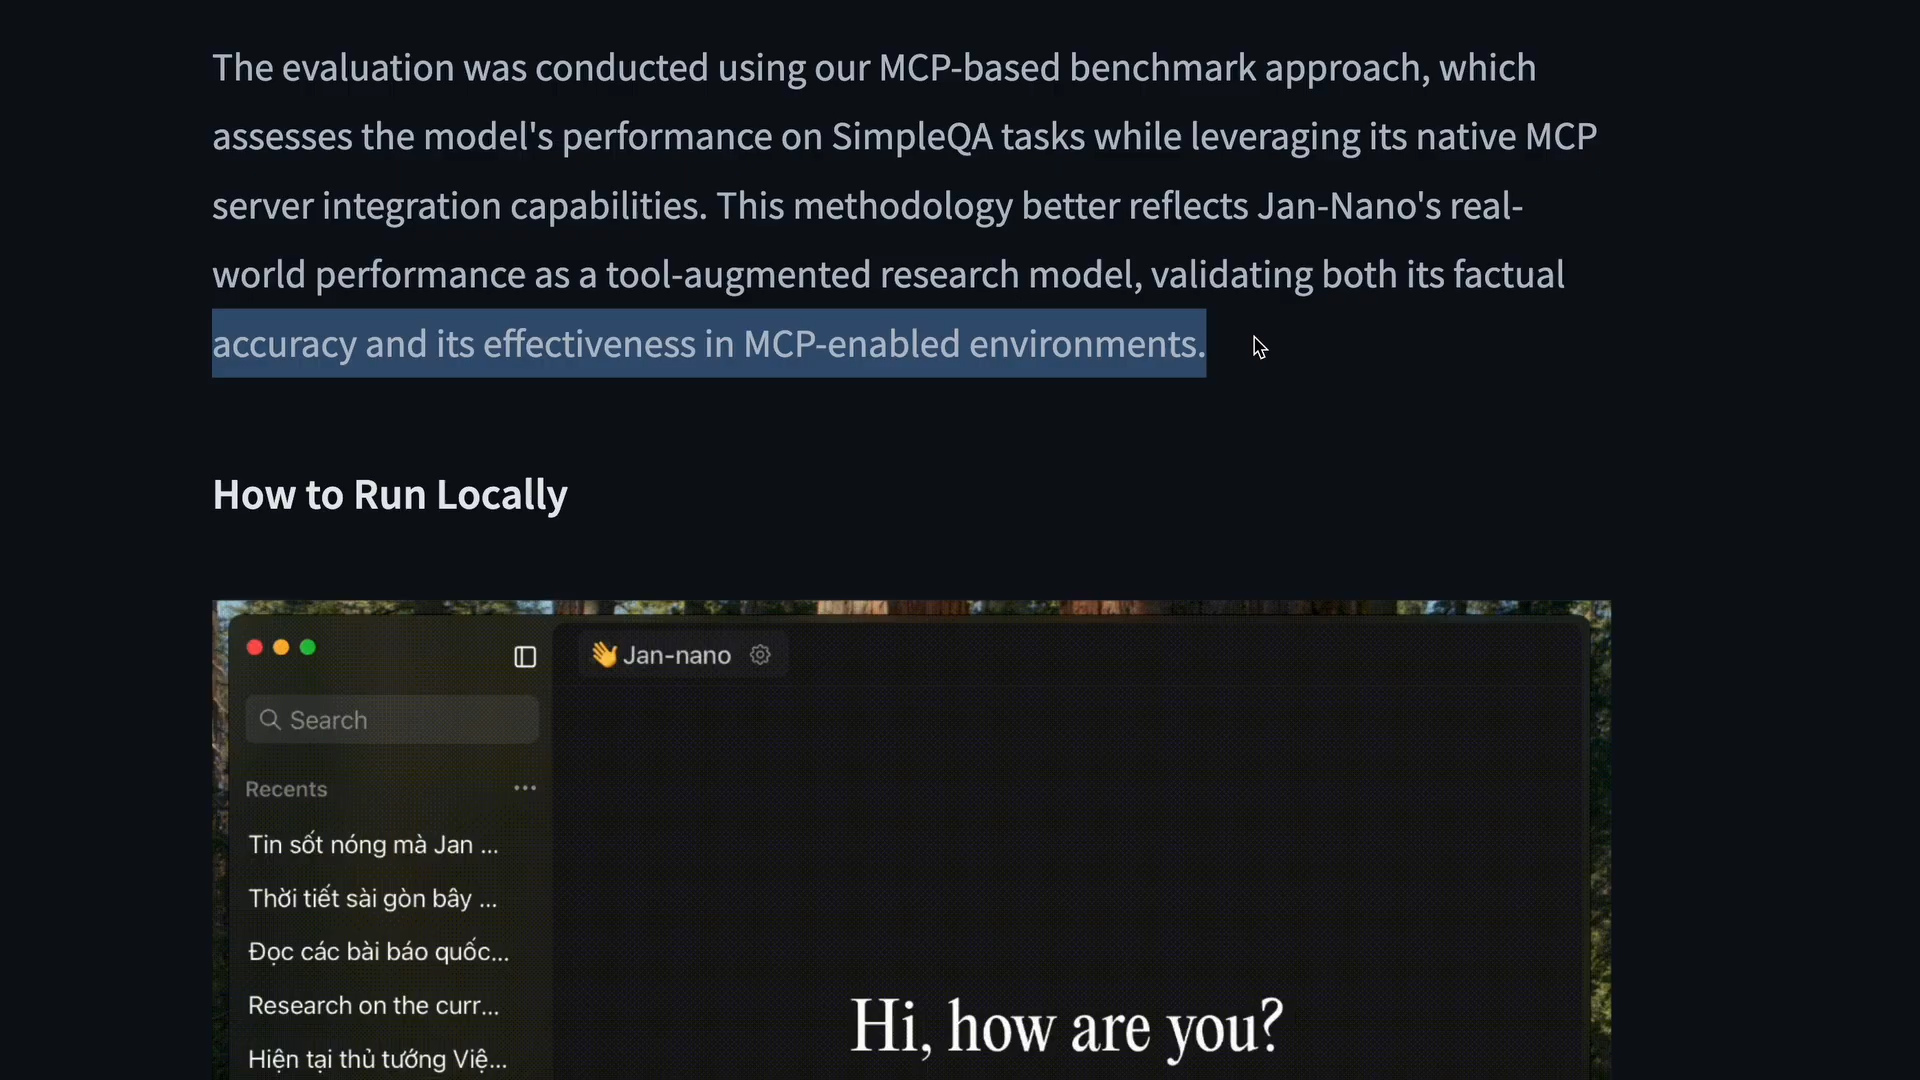 The evaluation was conducted using our MCP-based benchmark approach, which
assesses the model's performance on SimpleQA tasks while leveraging its native MCP
server integration capabilities. This methodology better reflects Jan-Nano's real-
world performance as a tool-augmented research model, validating both its factual
accuracy and its effectiveness in MCP-enabled environments.
How to Run Locally
👋 Jan-nano
Search
Recents
Tin sốt nóng mà Jan ...
Thời tiết sài gòn bây ...
Đọc các bài báo quốc...
Research on the curr...
Hiện tại thủ tướng Việ...
Hi, how are you?